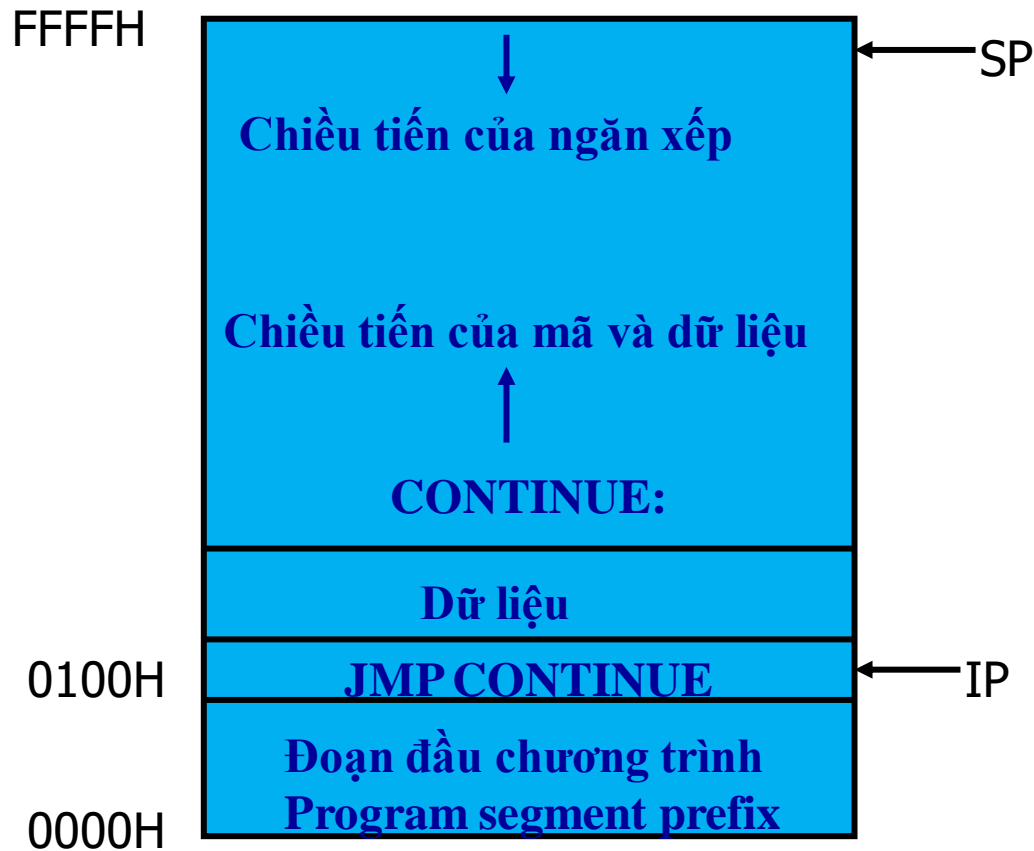 FFFFH
SP
Chiều tiến của ngăn xếp
Chiều tiến của mã và dữ liệu
CONTINUE:
Dữ liệu
0100H
JMP CONTINUE
IP
Đoạn đầu chương trình
Program segment prefix
0000H